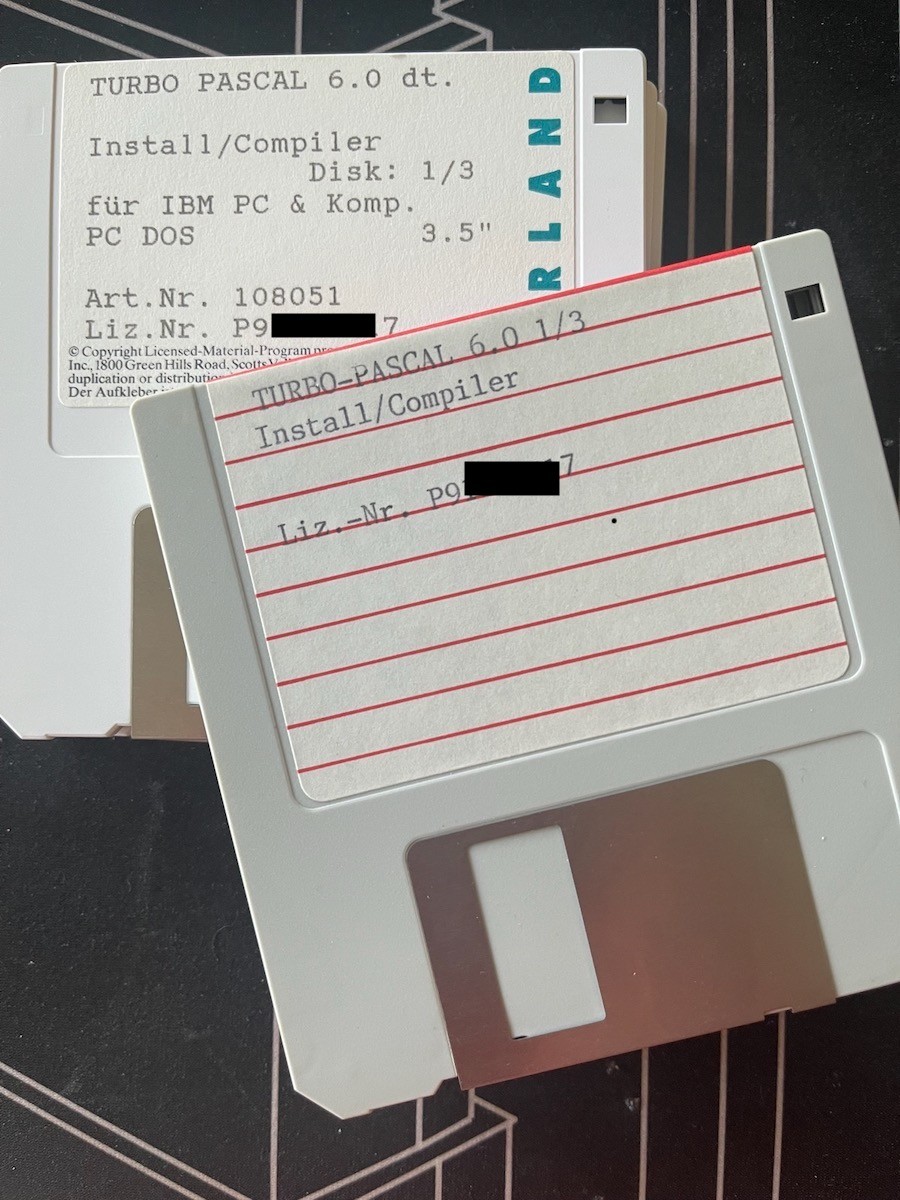 TURBO PASCAL 6.0 dt.
Install/Compiler
Disk: 1/3
für IBM PC & Komp.
PC DOS 3.5"
Art.Nr. 108051
Liz.Nr. P9 7
© Copyright Licensed-Material-Program
Inc., 1800 Green Hills Road,
duplication or
Der Aufkleber
RLAND
TURBO-PASCAL 6.0 1/3
Install/Compiler
Liz.-Nr. P9 7